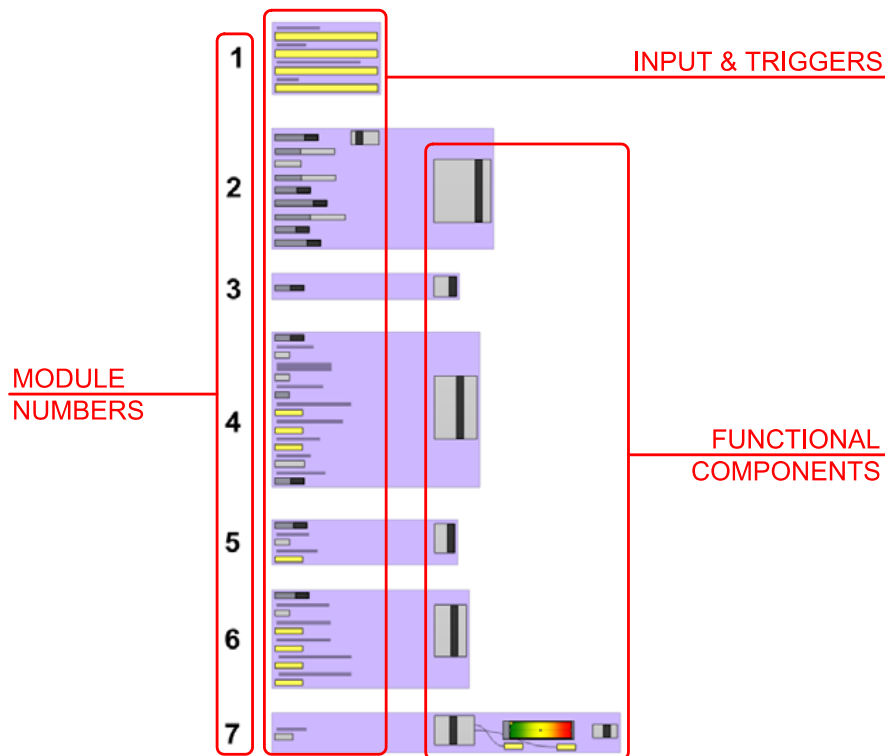 1
INPUT & TRIGGERS
2
3
MODULE
NUMBERS
4
FUNCTIONAL
COMPONENTS
5
6
7